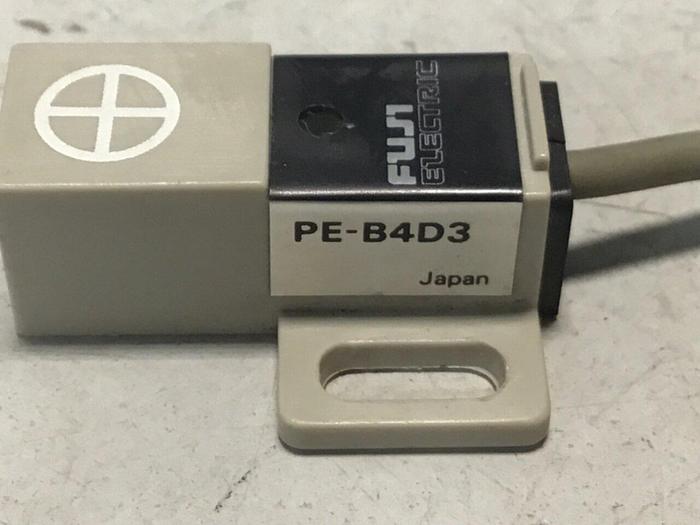 FUJI
ELECTRIC
PE-B4D3
Japan